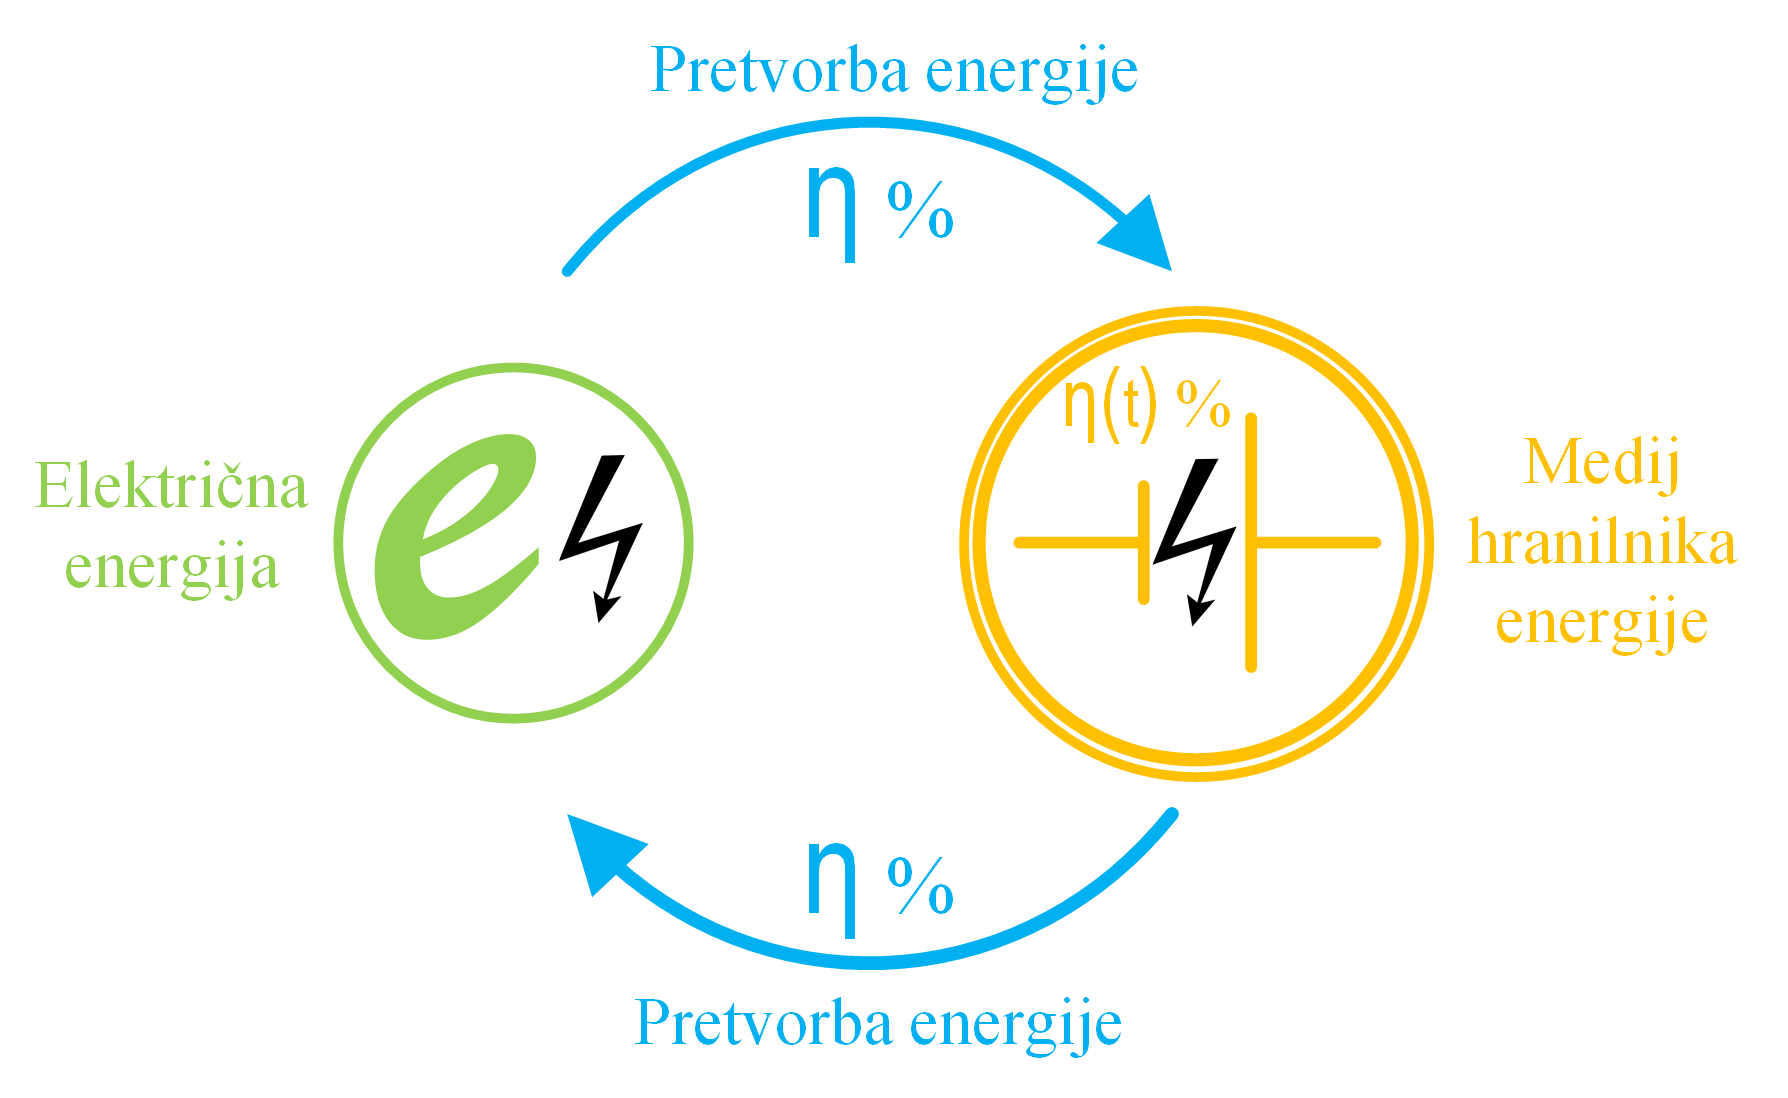 Pretvorba energije
η %
η(t) %
Električna
energija
e
Medij
hranilnika
energije
η %
Pretvorba energije